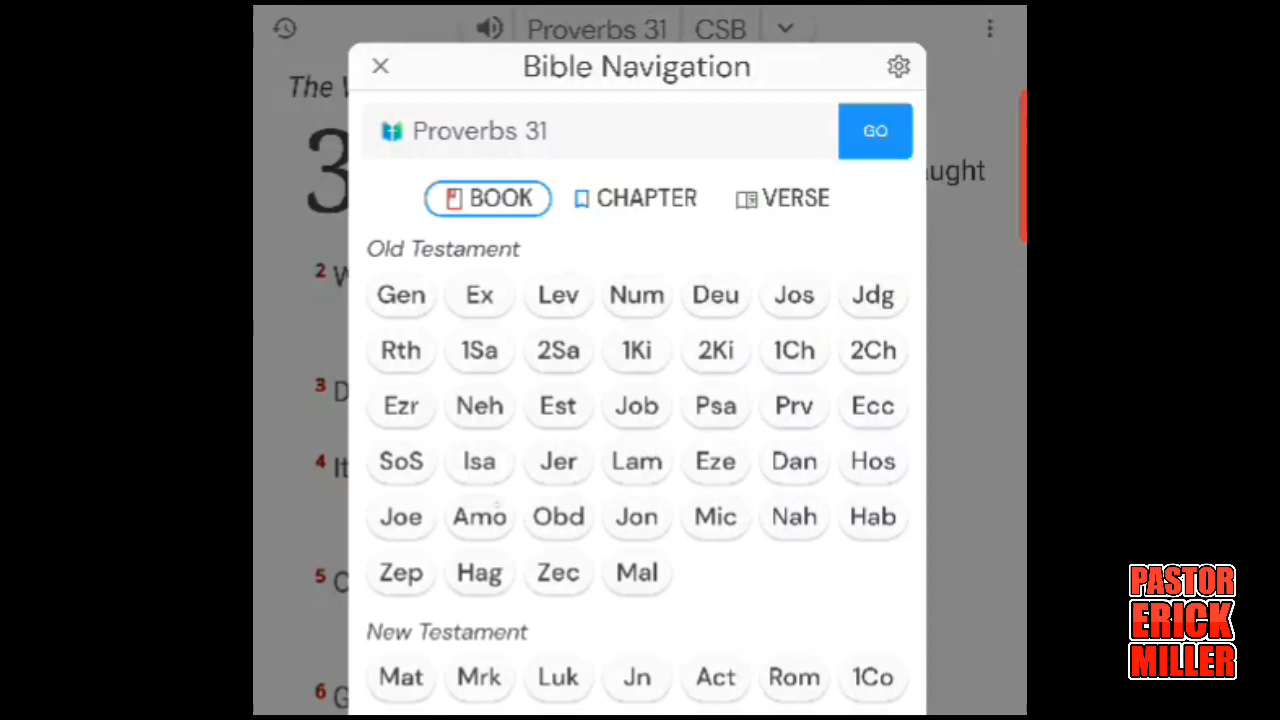 Proverbs 31 CSB
Bible Navigation
The
Proverbs 31 GO
3
aught
BOOK CHAPTER VERSE
Old Testament
2 W
Gen Ex Lev Num Deu Jos Jdg
Rth 1Sa 2Sa 1Ki 2Ki 1Ch 2Ch
3 D
Ezr Neh Est Job Psa Prv Ecc
4 It
SoS Isa Jer Lam Eze Dan Hos
Joe Amo Obd Jon Mic Nah Hab
5
Zep Hag Zec Mal
New Testament
6 G
Mat Mrk Luk Jn Act Rom 1Co
PASTOR
ERICK
MILLER